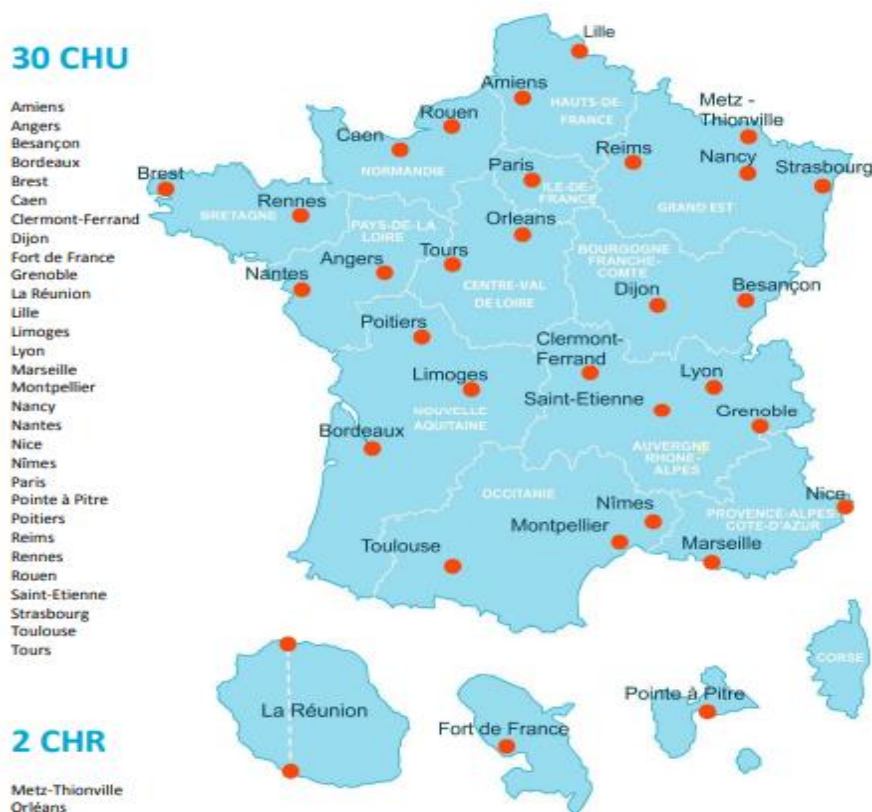 30 CHU
Amiens
Angers
Besançon
Bordeaux
Brest
Caen
Clermont-Ferrand
Dijon
Fort de France
Grenoble
La Réunion
Lille
Limoges
Lyon
Marseille
Montpellier
Nancy
Nantes
Nice
Nîmes
Paris
Pointe à Pitre
Poitiers
Reims
Rennes
Rouen
Saint-Etienne
Strasbourg
Toulouse
Tours
2 CHR
Metz-Thionville
Orléans
Lille
Amiens
HAUTS-DE-
FRANCE
Rouen
Caen
NORMANDIE
Metz -
Thionville
Reims
Nancy
Strasbourg
GRAND EST
Paris
ILE-DE-
FRANCE
Brest
Rennes
BRETAGNE
PAYS-DE-LA
LOIRE
Orleans
Nantes
Angers
Tours
CENTRE-VAL
DE LOIRE
BOURGOGNE
FRANCHE-
COMTE
Dijon
Besançon
Poitiers
Limoges
NOUVELLE
AQUITAINE
Bordeaux
Clermont-
Ferrand
Lyon
Saint-Etienne
Grenoble
AUVERGNE
RHONE-
ALPES
OCCITANIE
Nîmes
Montpellier
Toulouse
Nice
PROVENCE-ALPES-
COTE-D'AZUR
Marseille
CORSE
La Réunion
Fort de France
Pointe à Pitre